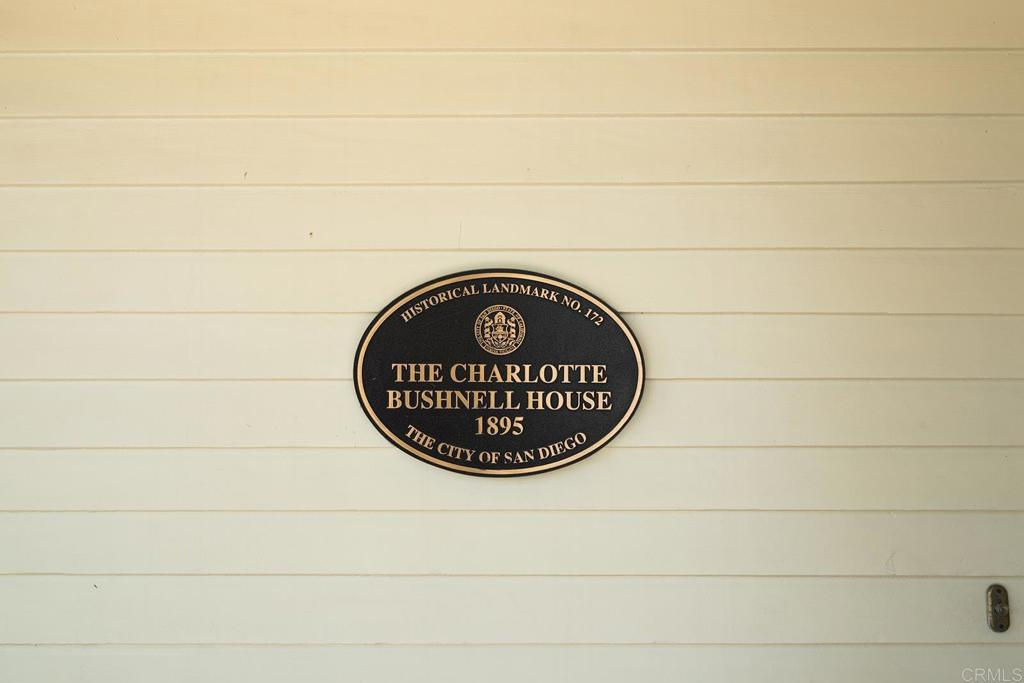 HISTORICAL LANDMARK NO. 172
THE CHARLOTTE
BUSHNELL HOUSE
1895
THE CITY OF SAN DIEGO
CRMLS